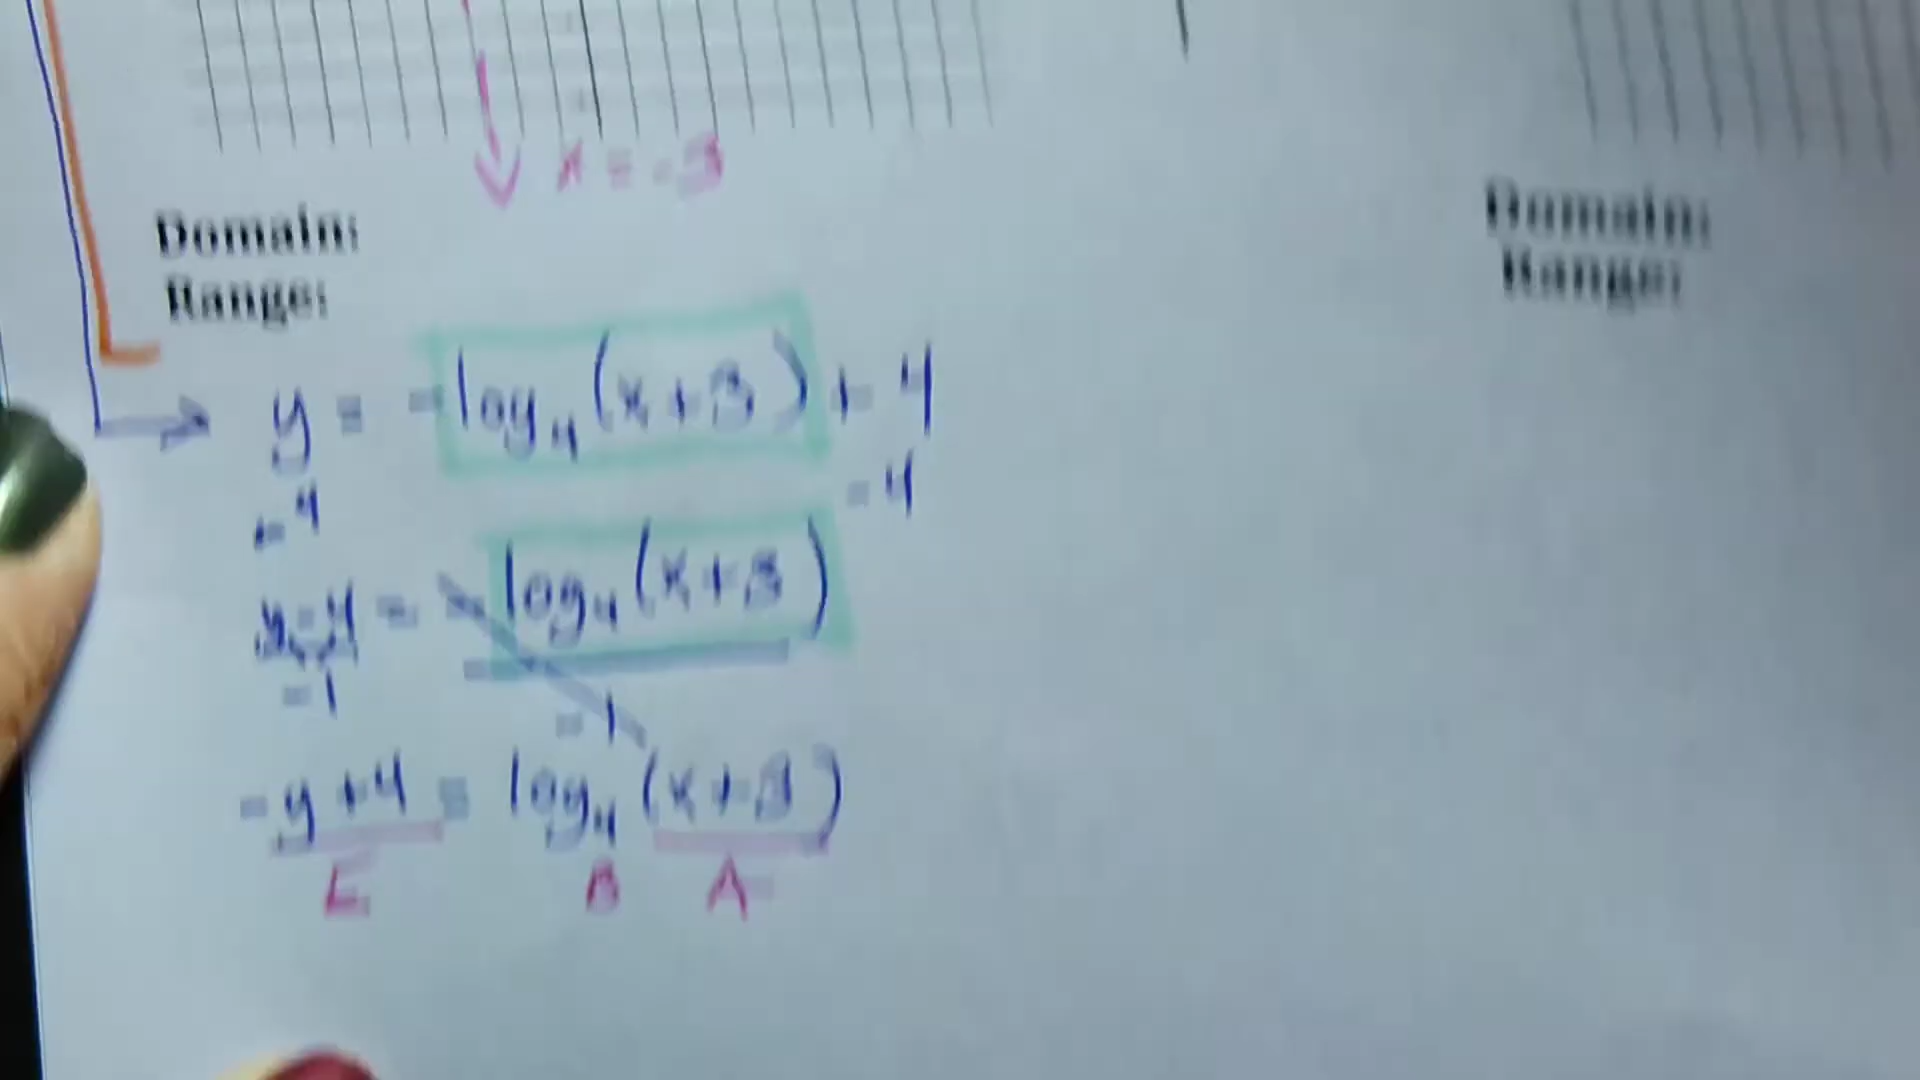 x = -3
Domain:
Range:
Domain:
Range:
y = -log₄(x+3) + 4
-4 -4
y-4 = -log₄(x+3)
-1 -1
-y+4 = log₄(x+3)
E B A